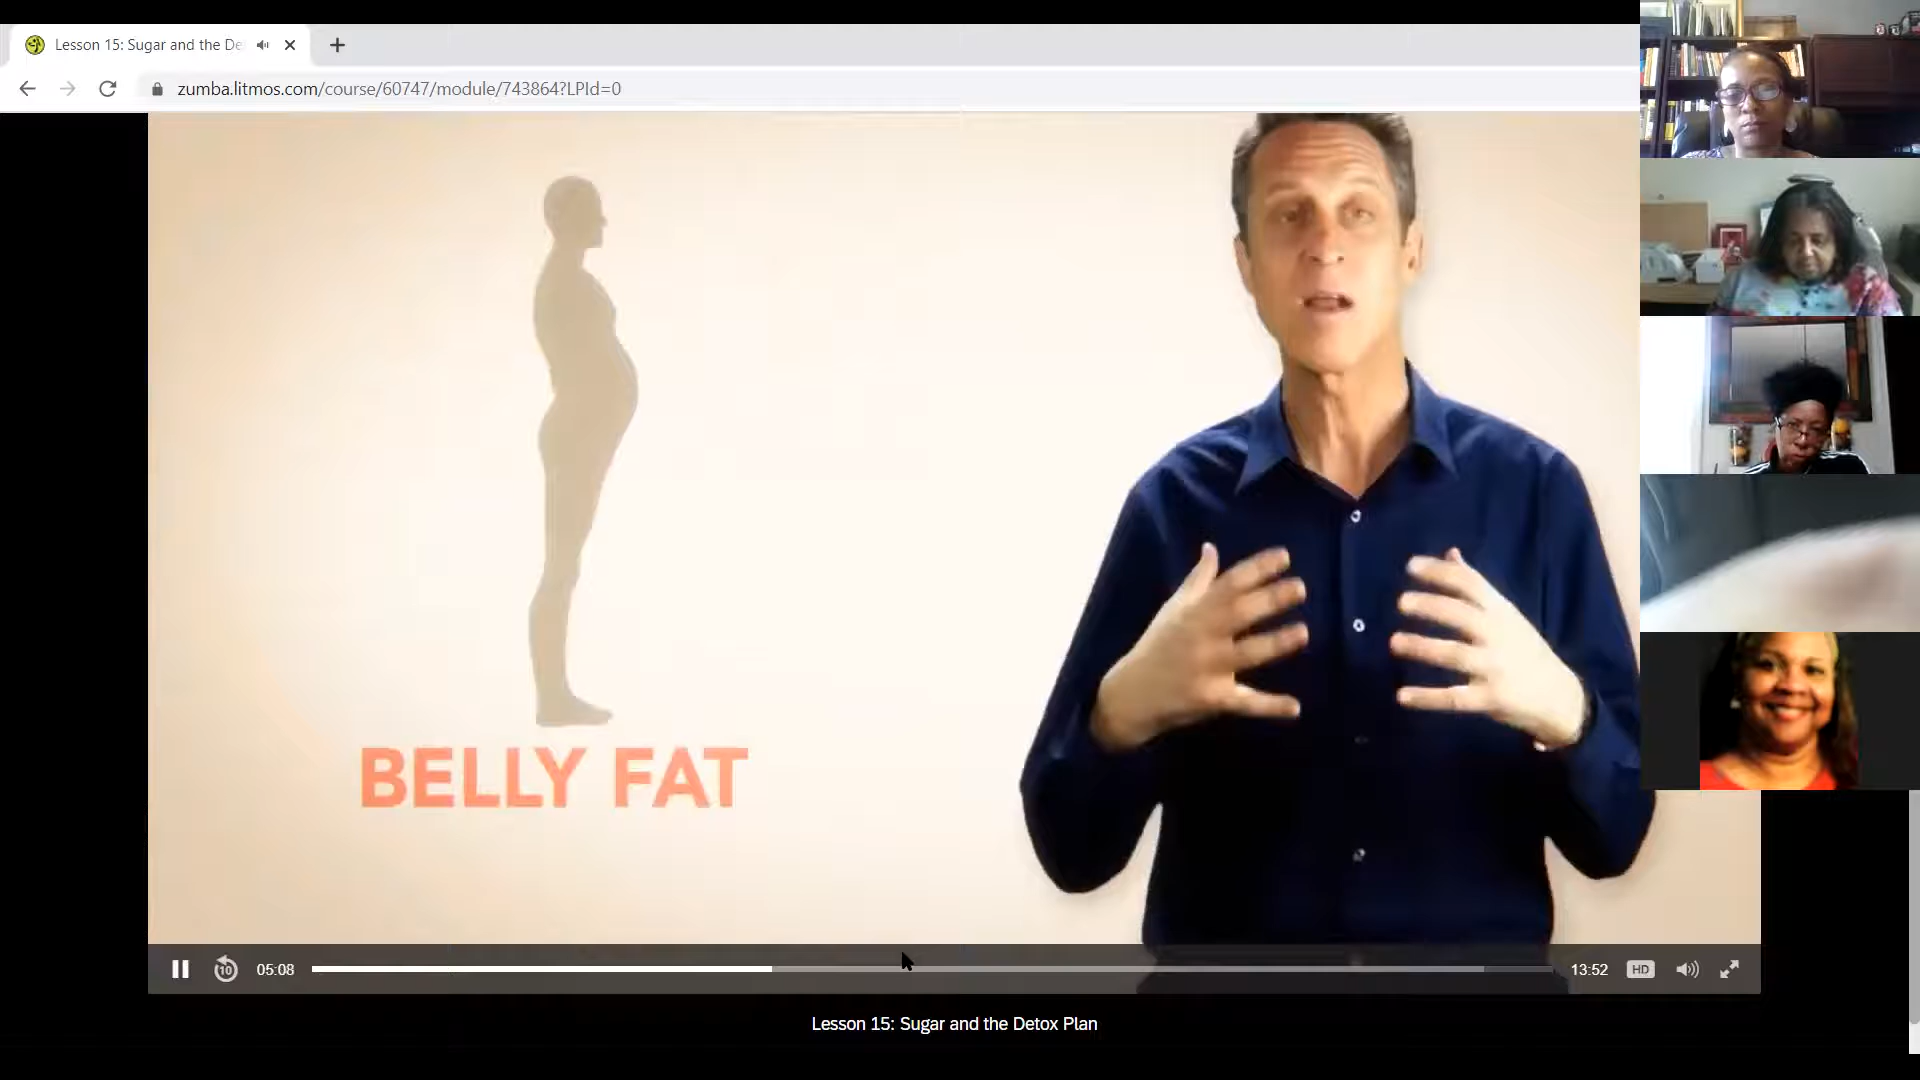 Lesson 15: Sugar and the De
zumba.litmos.com/course/60747/module/743864?LPId=0
BELLY FAT
10
05:08
13:52
HD
Lesson 15: Sugar and the Detox Plan